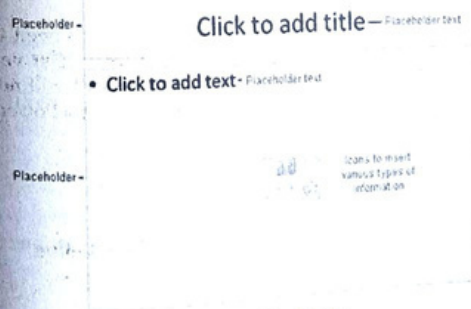 Placeholder - Click to add title — Placeholder text
• Click to add text - Placeholder text
Placeholder - Icons to insert
various types of
information